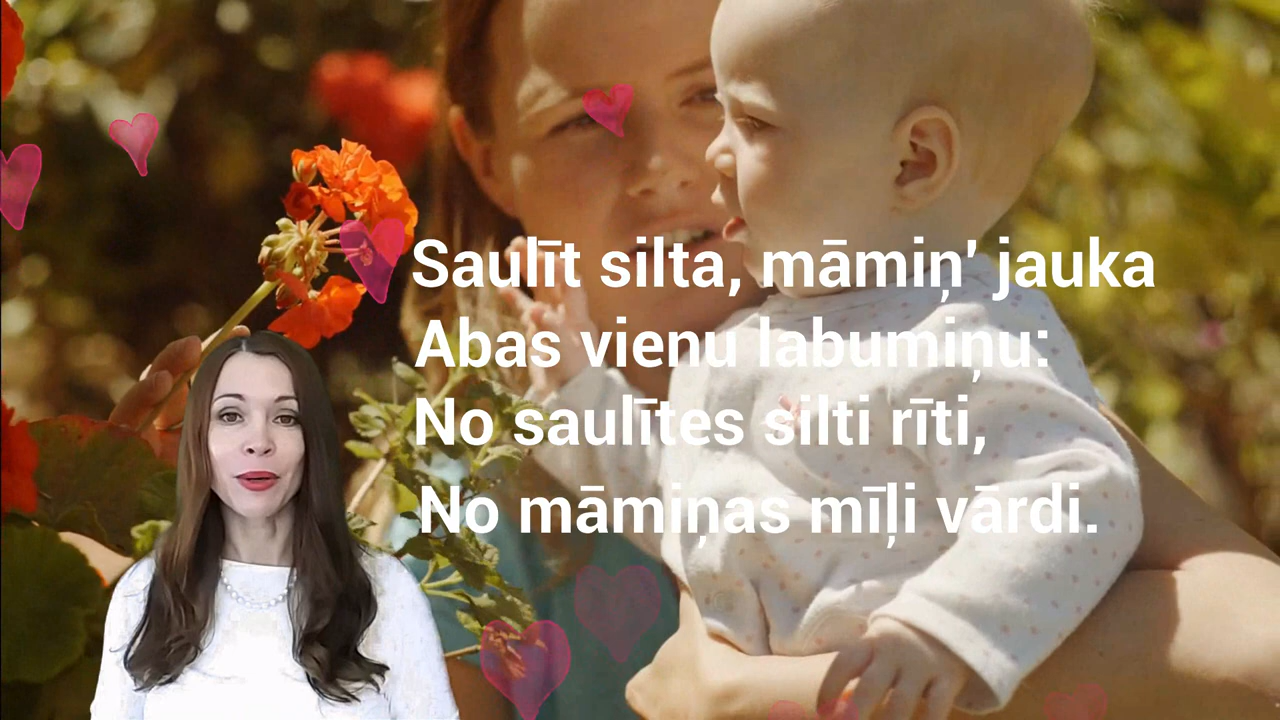 Saulīt silta, māmiņ' jauka
Abas vienu labumiņu:
No saulītes silti rīti,
No māmiņas mīļi vārdi.